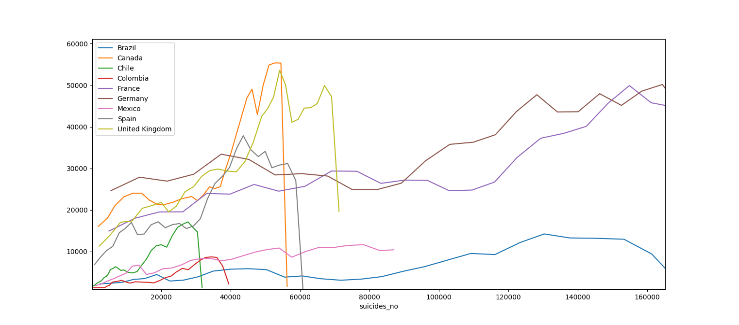 60000
50000
40000
30000
20000
10000
Brazil
Canada
Chile
Colombia
France
Germany
Mexico
Spain
United Kingdom
20000 40000 60000 80000 100000 120000 140000 160000
suicides_no